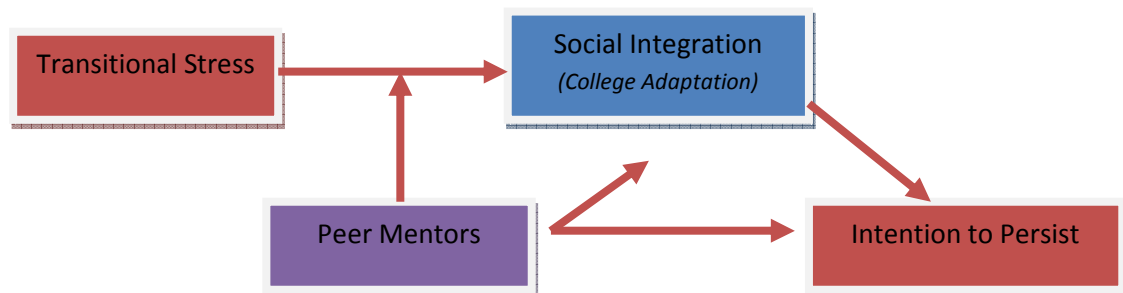 Transitional Stress
Social Integration
(College Adaptation)
Peer Mentors
Intention to Persist